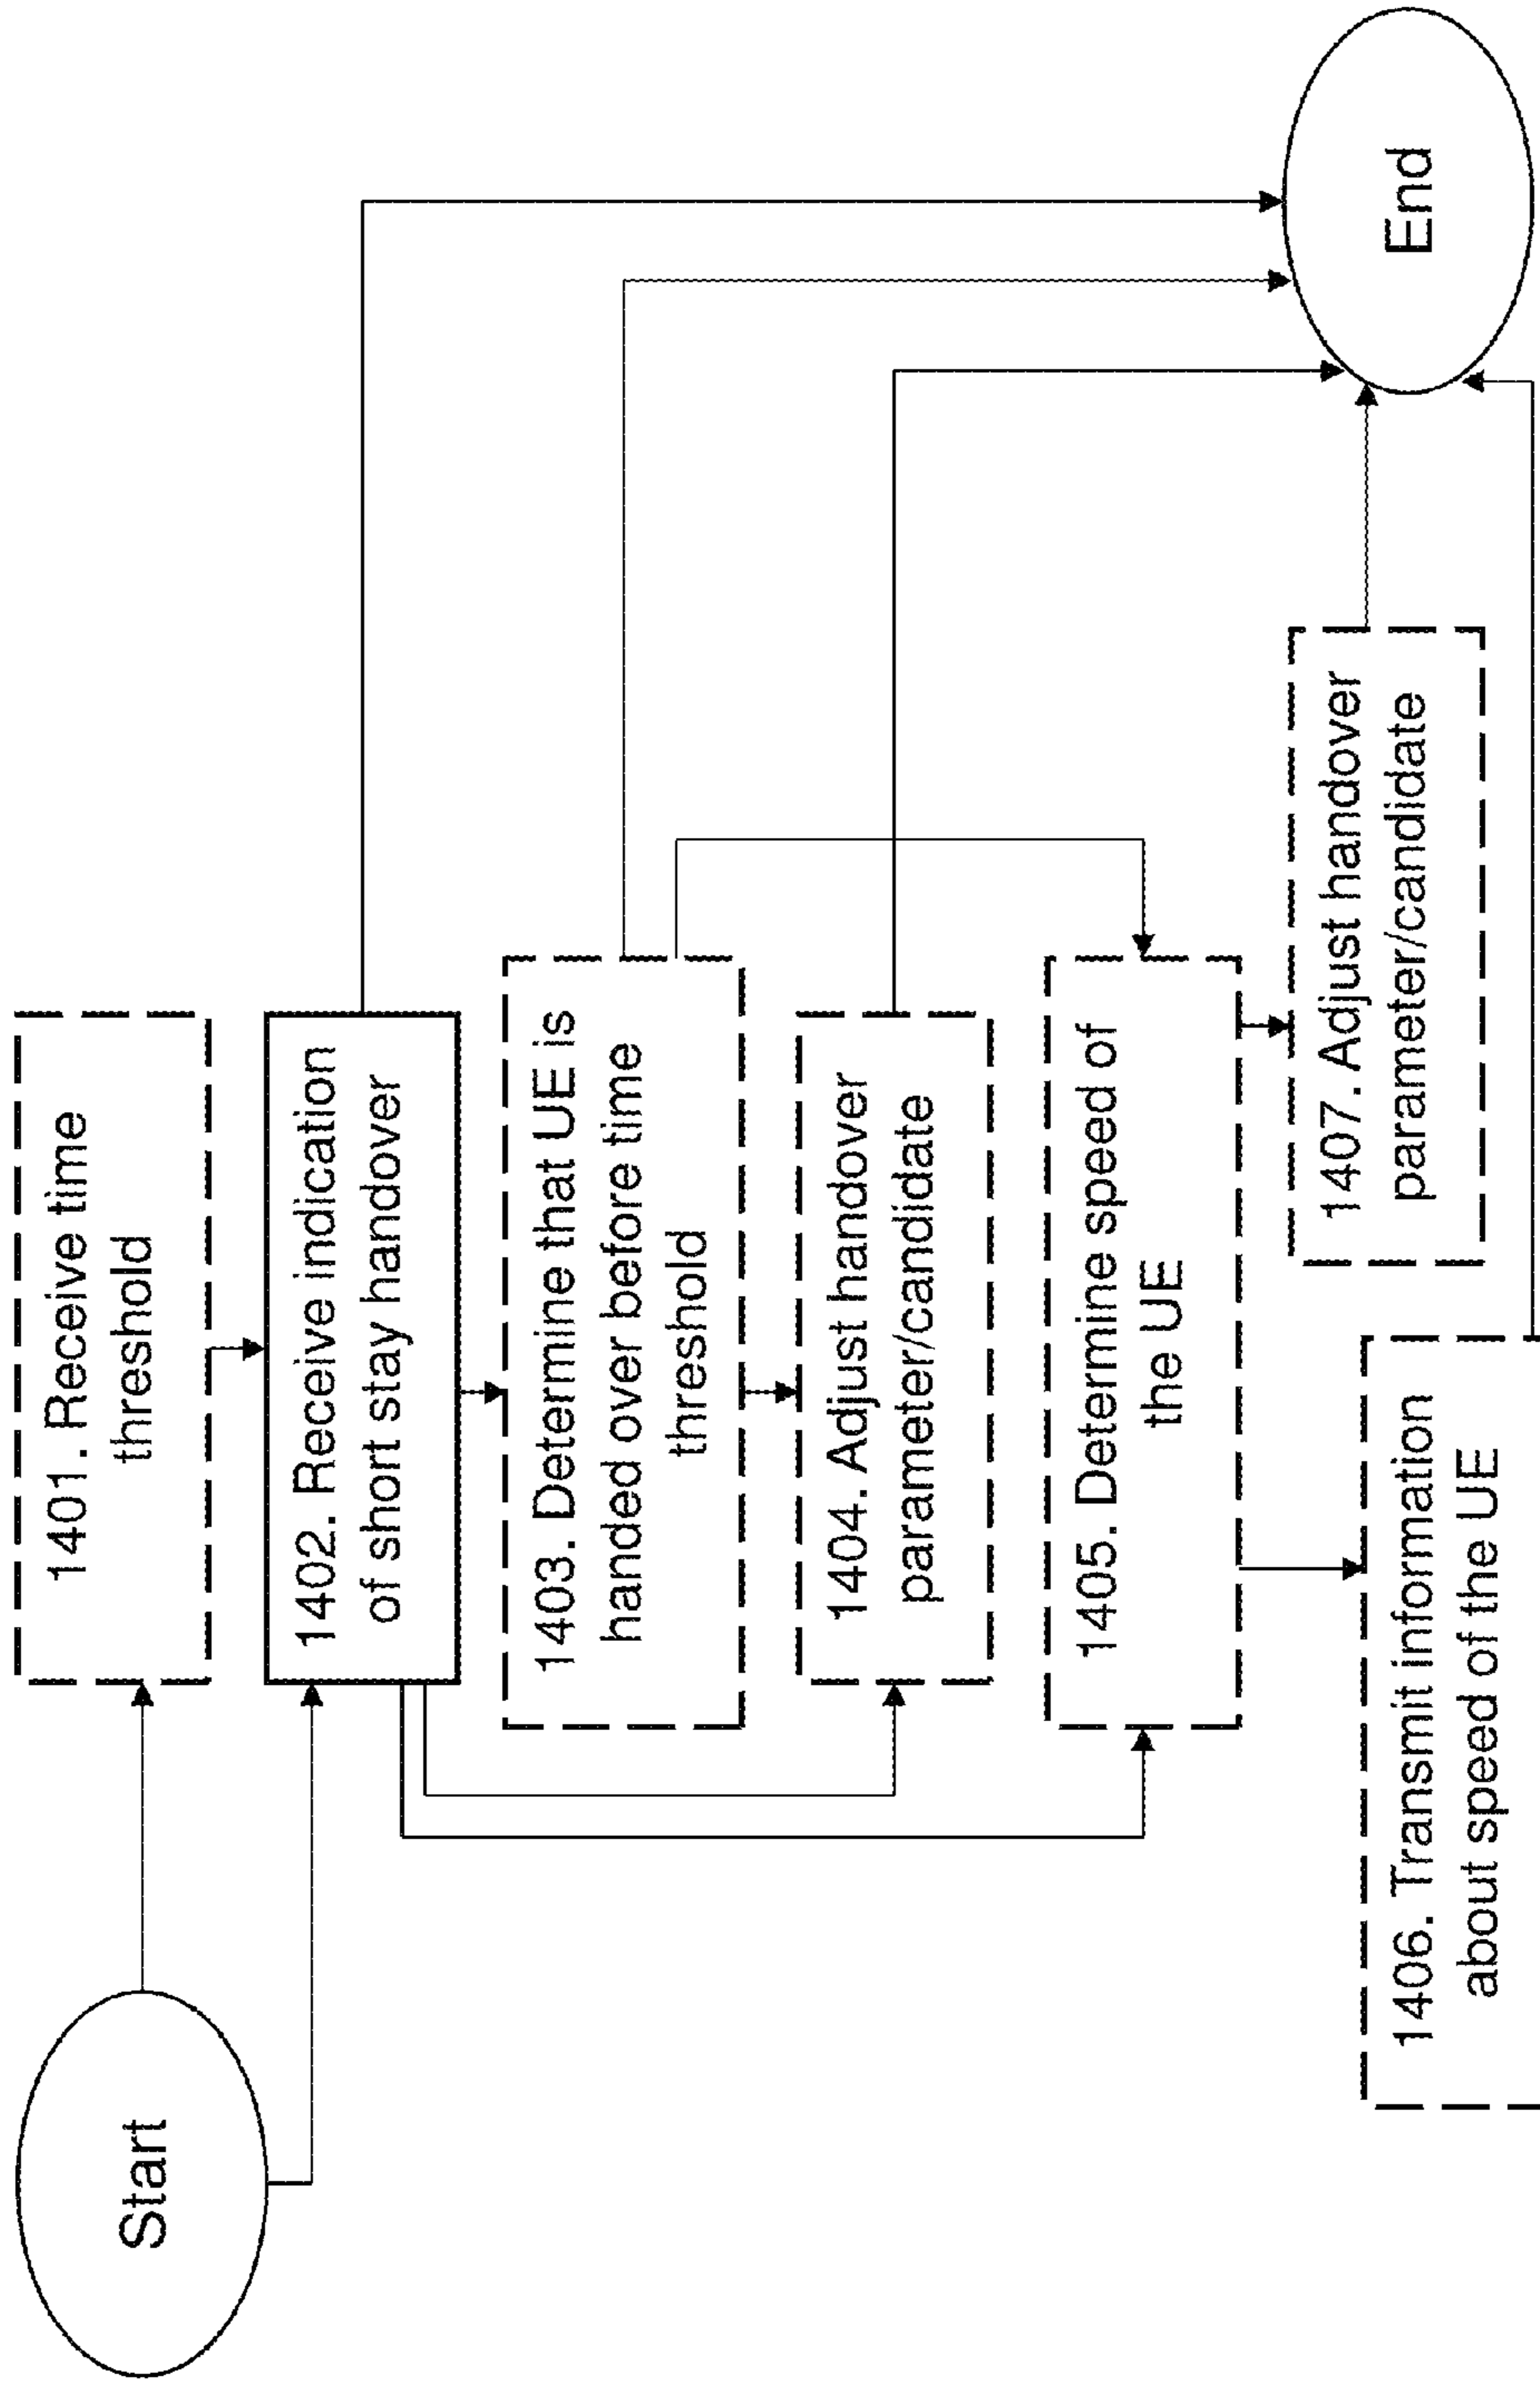 Start
1401. Receive time
threshold
1402. Receive indication
of short stay handover
1403. Determine that UE is
handed over before time
threshold
1404. Adjust handover
parameter/candidate
1405. Determine speed of
the UE
1406. Transmit information
about speed of the UE
1407. Adjust handover
parameter/candidate
End